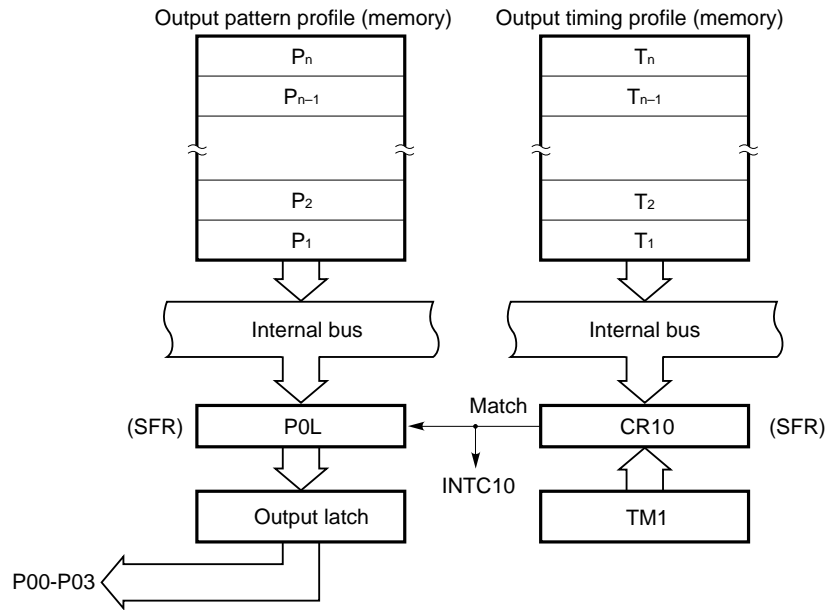 Output pattern profile (memory)
Output timing profile (memory)
Pn
Pn–1
P2
P1
Tn
Tn–1
T2
T1
Internal bus
Internal bus
(SFR)
P0L
Match
CR10
(SFR)
INTC10
Output latch
TM1
P00-P03